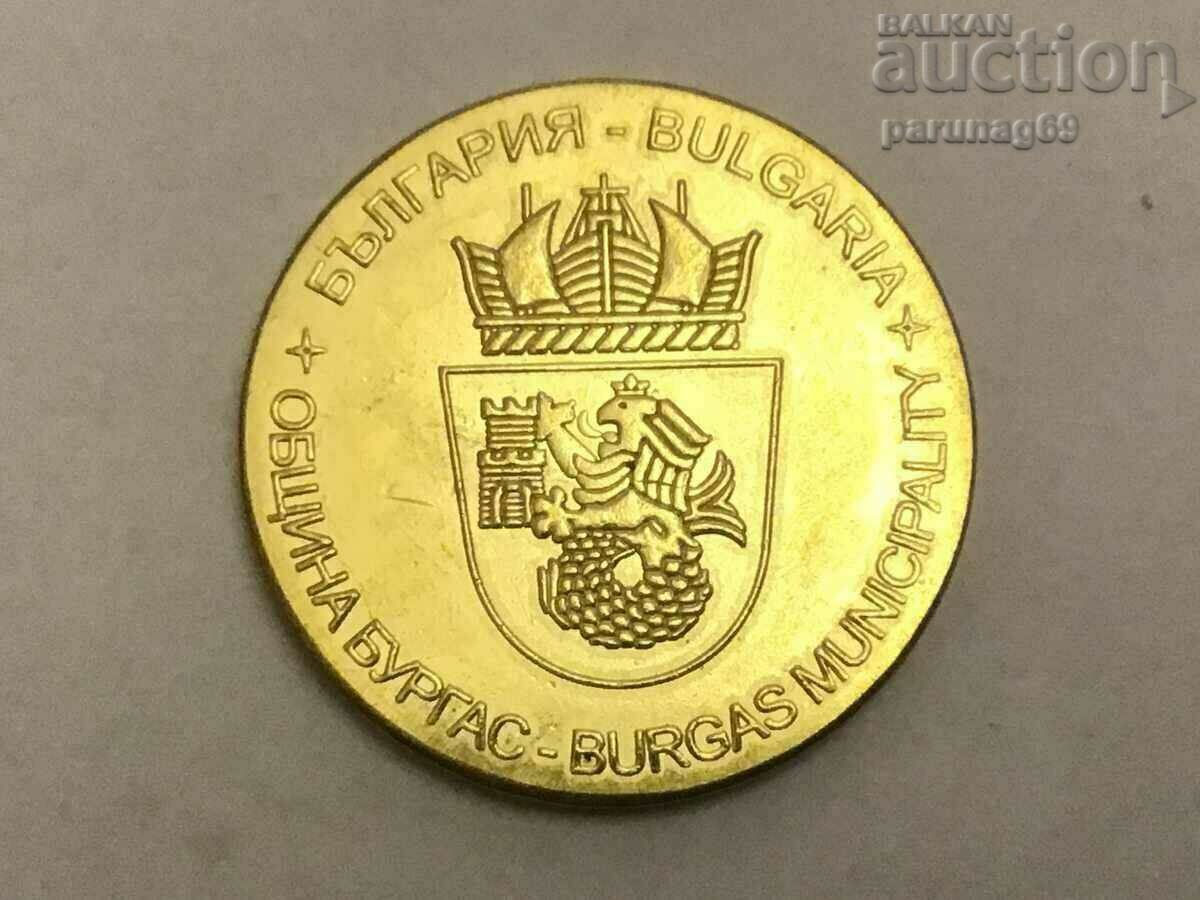 BALKAN
auction
parunag69
БЪЛГАРИЯ - BULGARIA
ОБЩИНА БУРГАС - BURGAS MUNICIPALITY